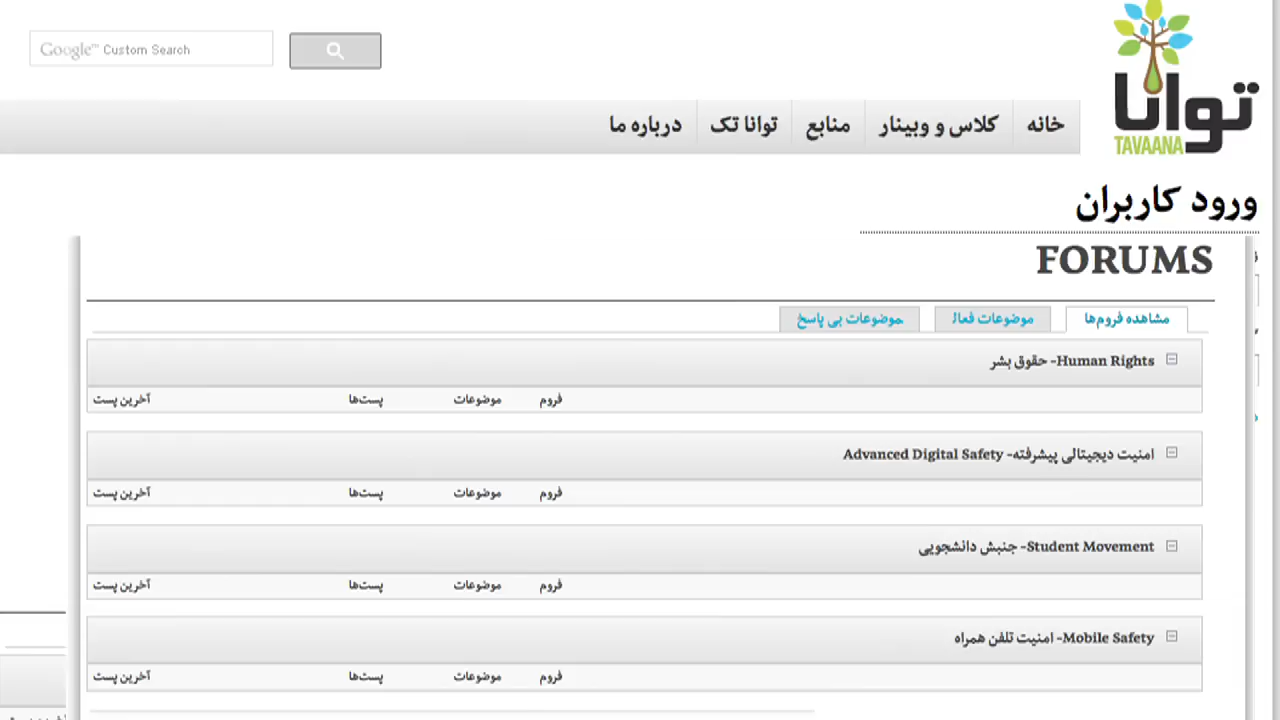 Google™ Custom Search
توانا
TAVAANA
خانه
کلاس و وبینار
منابع
توانا تک
درباره ما
ورود کاربران
FORUMS
مشاهده فروم‌ها
موضوعات فعال
موضوعات بی پاسخ
Human Rights- حقوق بشر
فروم
موضوعات
پست‌ها
آخرین پست
امنیت دیجیتالی پیشرفته- Advanced Digital Safety
فروم
موضوعات
پست‌ها
آخرین پست
Student Movement- جنبش دانشجویی
فروم
موضوعات
پست‌ها
آخرین پست
Mobile Safety- امنیت تلفن همراه
فروم
موضوعات
پست‌ها
آخرین پست